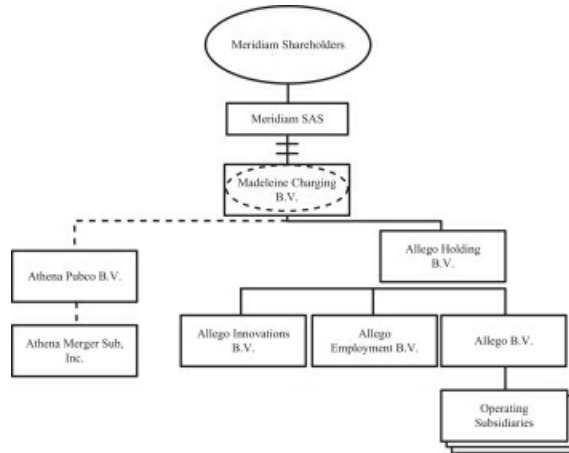 Meridiam Shareholders
Meridiam SAS
Madeleine Charging
B.V.
Allego Holding
B.V.
Athena Pubco B.V.
Athena Merger Sub,
Inc.
Allego Innovations
B.V.
Allego
Employment B.V.
Allego B.V.
Operating
Subsidiaries